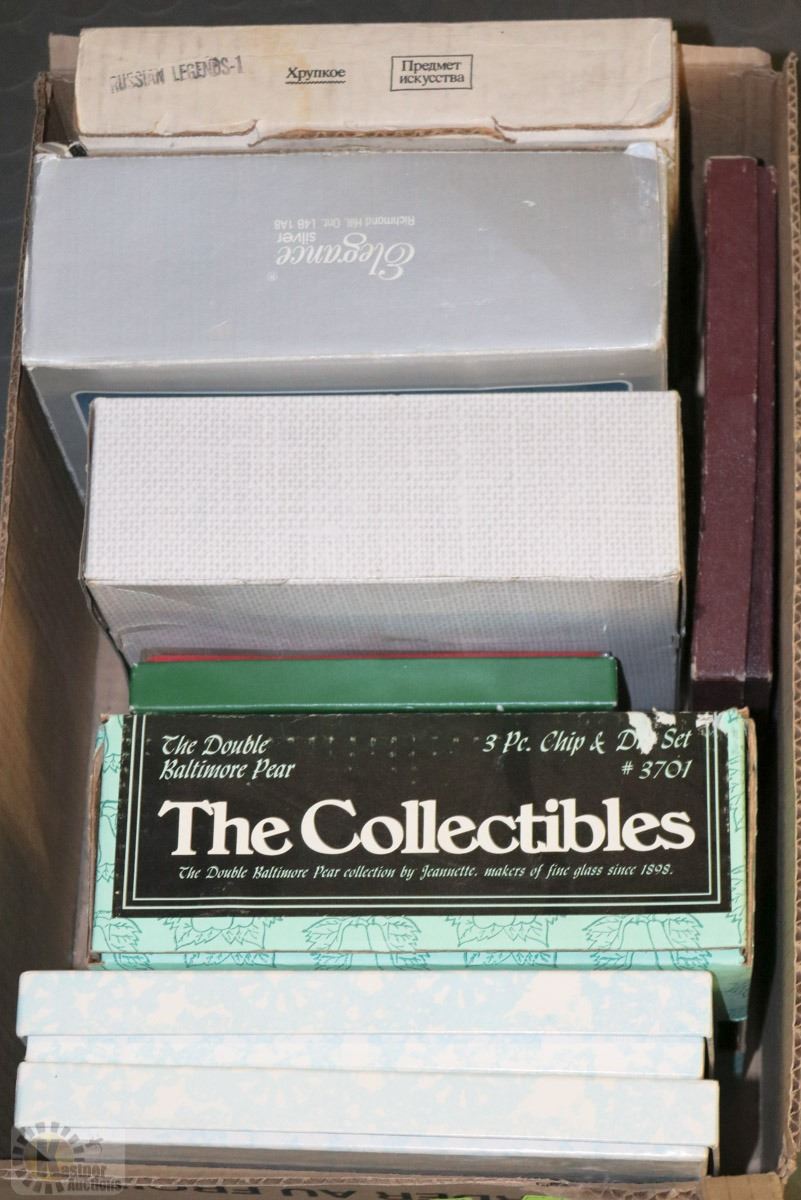 RUSSIAN LEGENDS-1
Хрупкое
Предмет
искусства
Elegance
silver
Richmond Hill, Ont. L4B 1A8
The Double
Baltimore Pear
3 Pc. Chip & Dip Set
# 3701
The Collectibles
The Double Baltimore Pear collection by Jeannette. makers of fine glass since 1898.
Kastner
Auctions